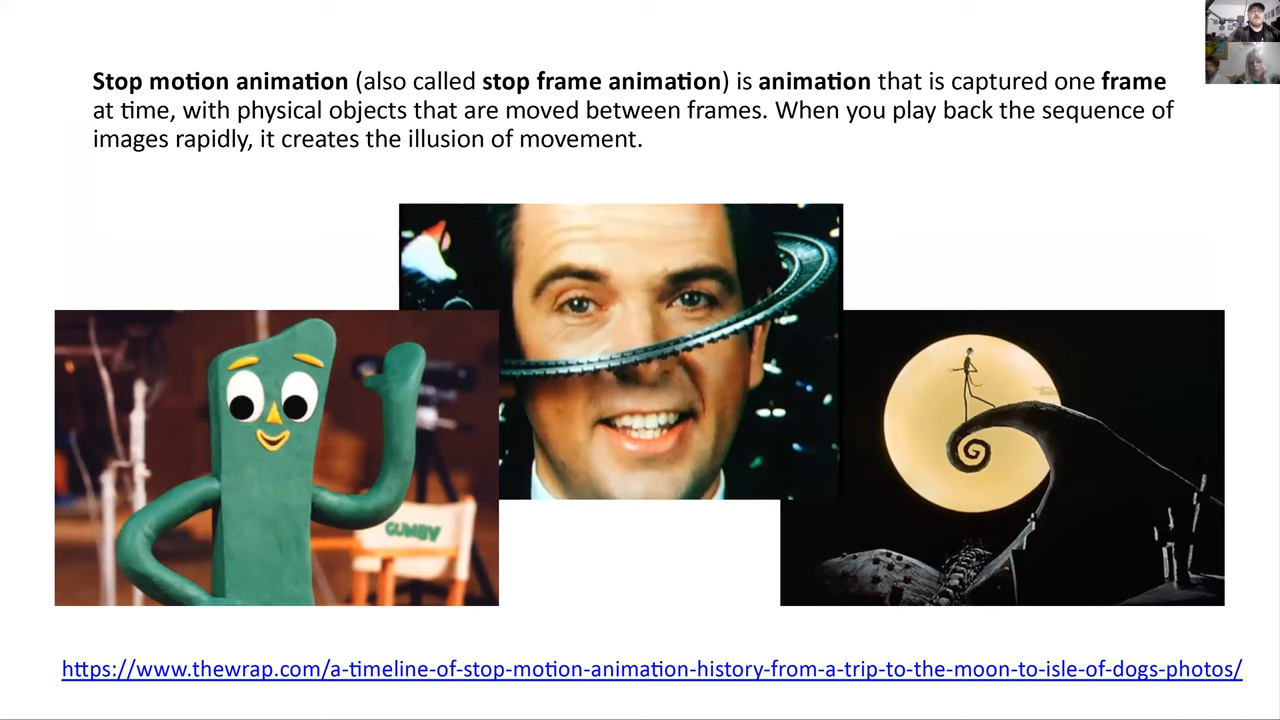 Stop motion animation (also called stop frame animation) is animation that is captured one frame
at time, with physical objects that are moved between frames. When you play back the sequence of
images rapidly, it creates the illusion of movement.
GUMBY
https://www.thewrap.com/a-timeline-of-stop-motion-animation-history-from-a-trip-to-the-moon-to-isle-of-dogs-photos/